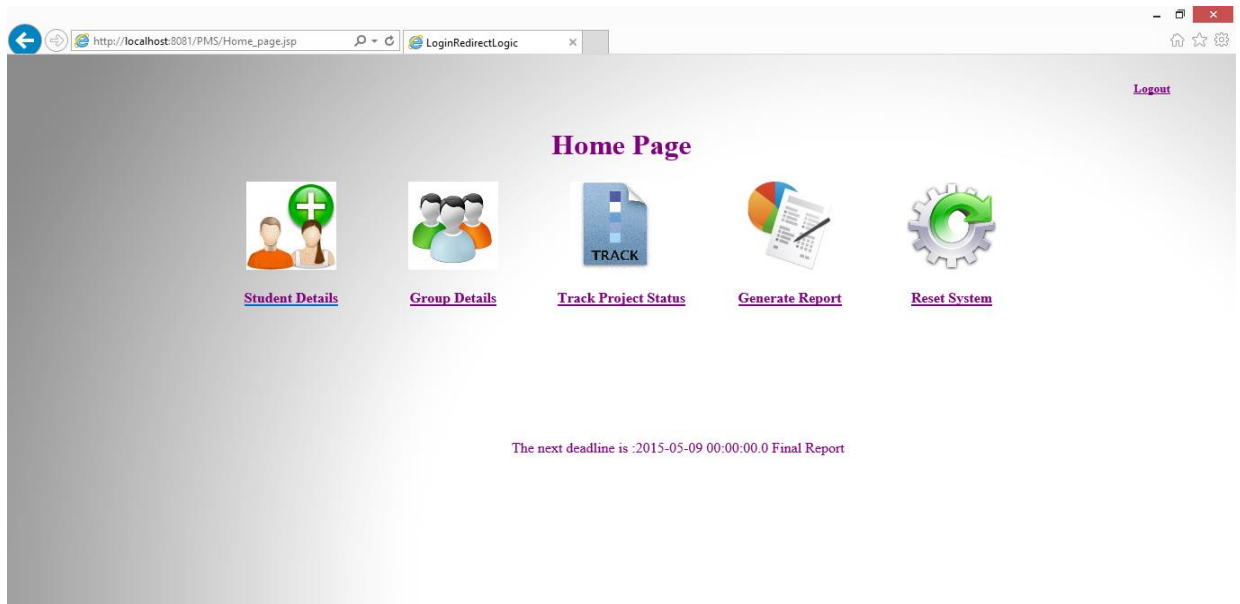 http://localhost:8081/PMS/Home_page.jsp
LoginRedirectLogic
Logout
Home Page
TRACK
Student Details
Group Details
Track Project Status
Generate Report
Reset System
The next deadline is :2015-05-09 00:00:00.0 Final Report